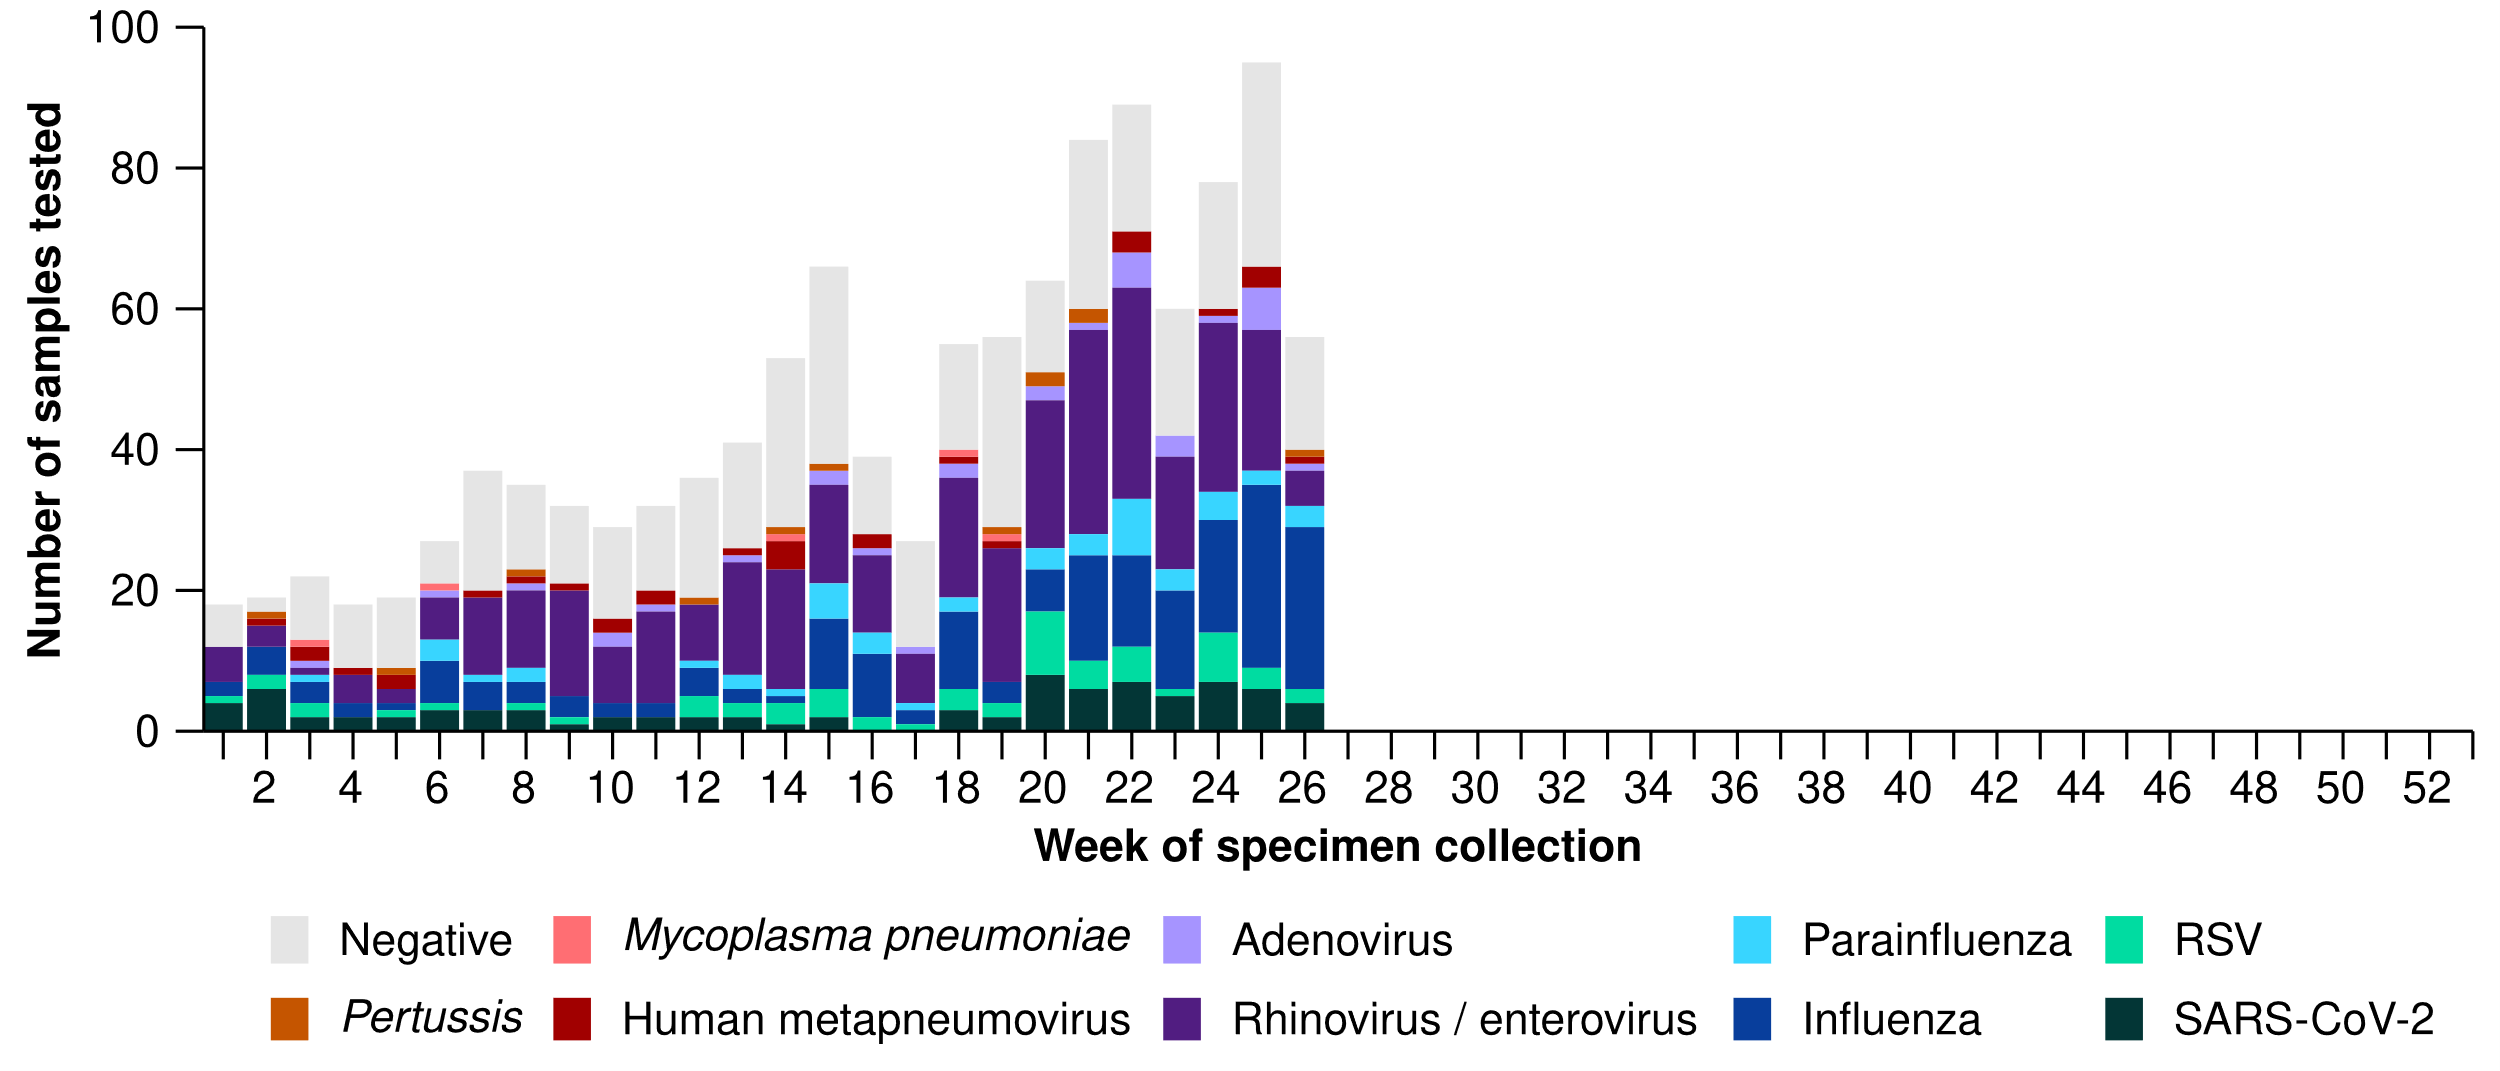 100
80
60
40
20
0
Number of samples tested
2 4 6 8 10 12 14 16 18 20 22 24 26 28 30 32 34 36 38 40 42 44 46 48 50 52
Week of specimen collection
Negative Mycoplasma pneumoniae Adenovirus Parainfluenza RSV
Pertussis Human metapneumovirus Rhinovirus / enterovirus Influenza SARS-CoV-2